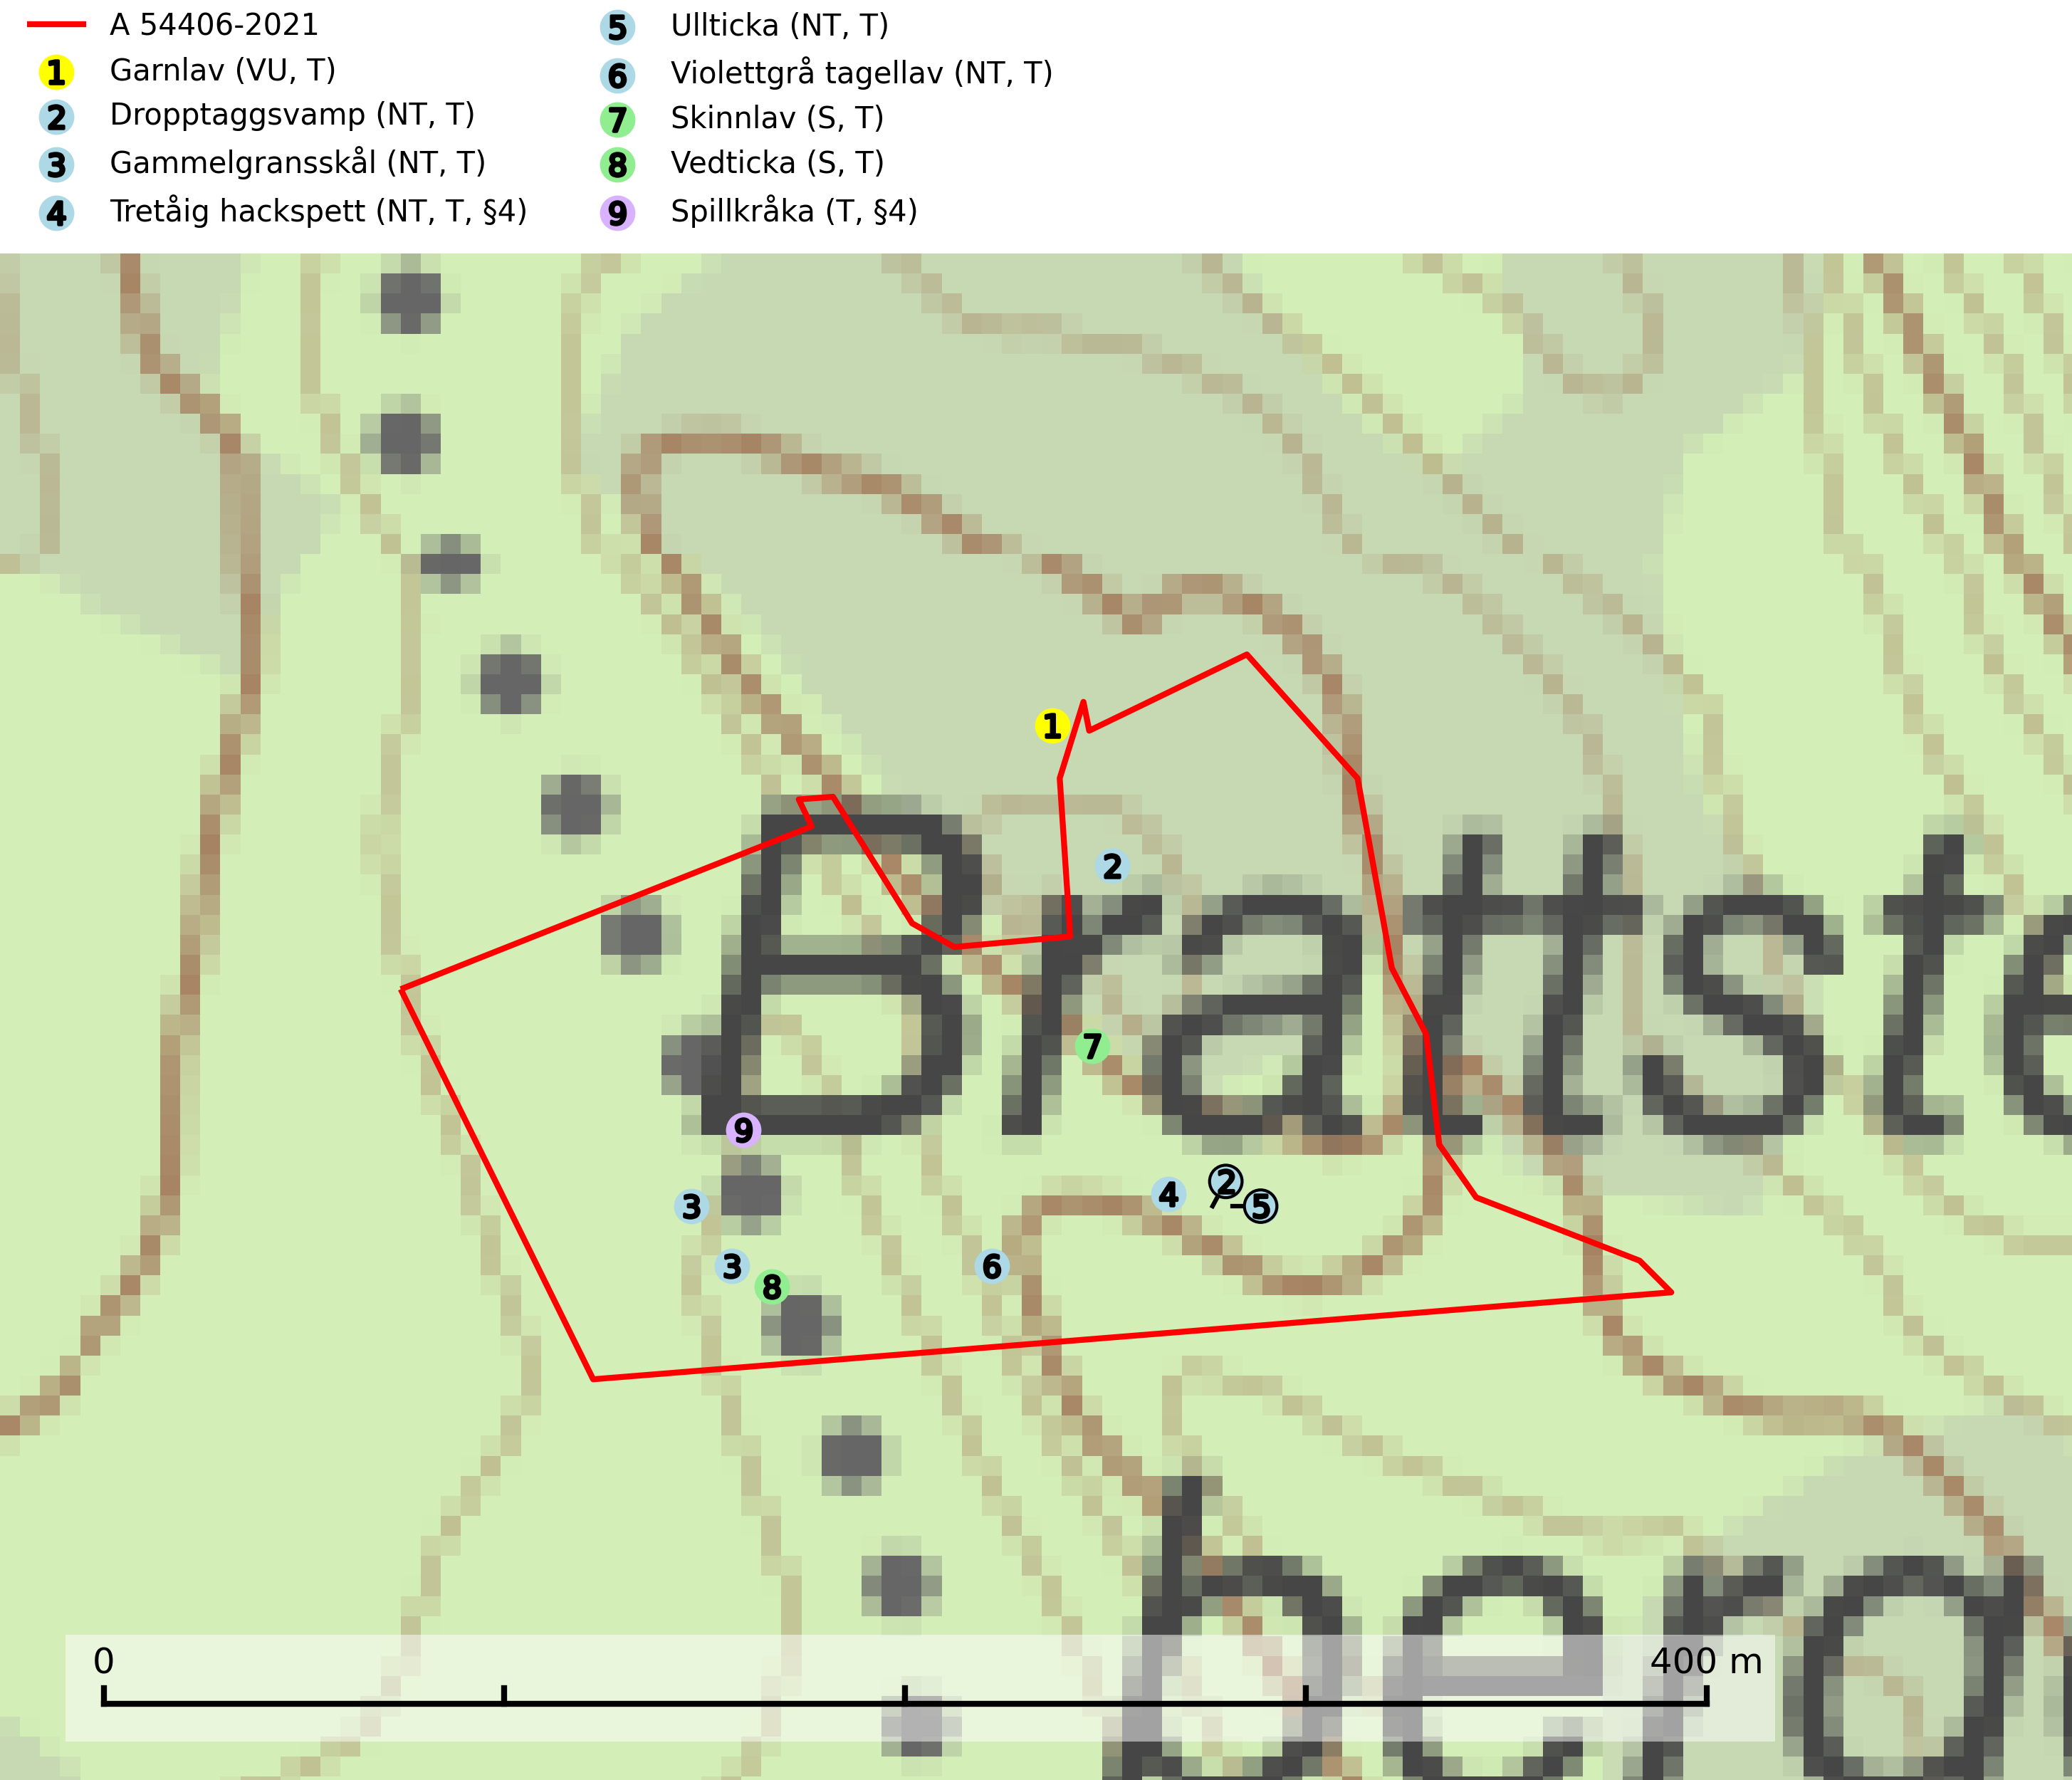 A 54406-2021
1 Garnlav (VU, T)
2 Dropptaggsvamp (NT, T)
3 Gammelgransskål (NT, T)
4 Tretåig hackspett (NT, T, §4)
5 Ullticka (NT, T)
6 Violettgrå tagellav (NT, T)
7 Skinnlav (S, T)
8 Vedticka (S, T)
9 Spillkråka (T, §4)
1
2
Brattste
7
9
4 2 5
3
3 8 6
berg
0 400 m